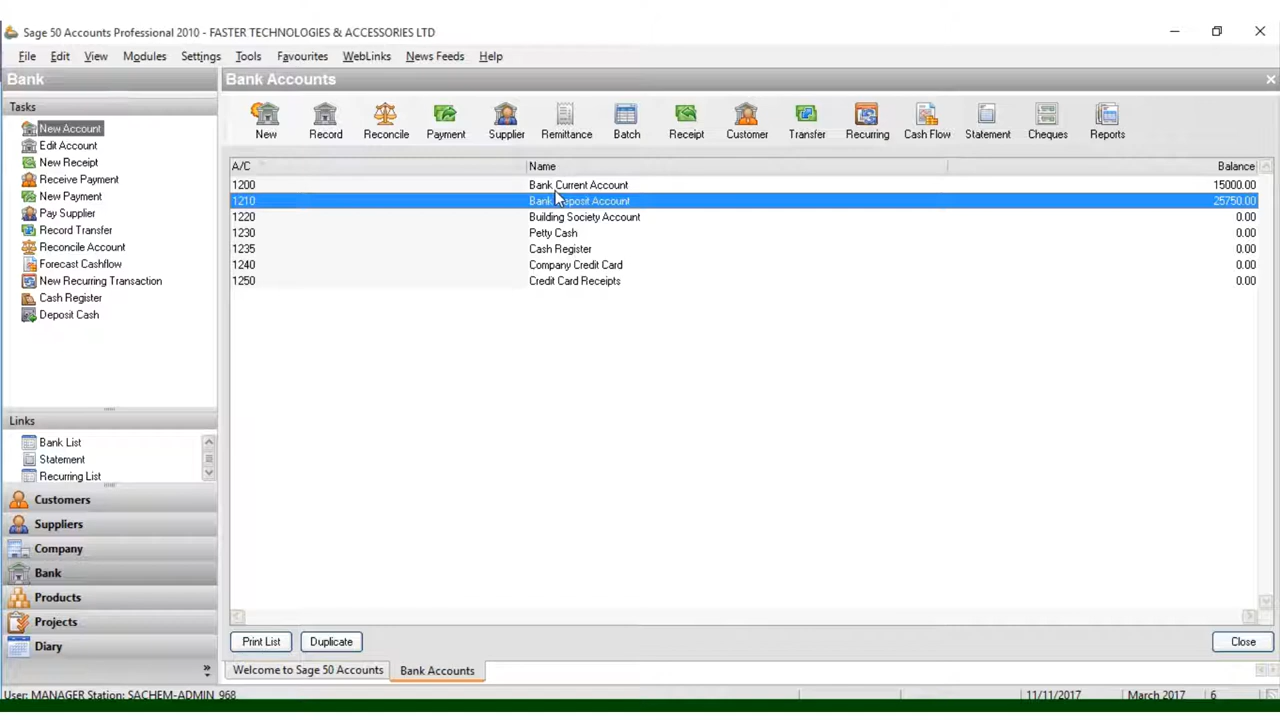 Sage 50 Accounts Professional 2010 - FASTER TECHNOLOGIES & ACCESSORIES LTD
File Edit View Modules Settings Tools Favourites WebLinks News Feeds Help
Bank
Bank Accounts
Tasks
New Account
Edit Account
New Receipt
Receive Payment
New Payment
Pay Supplier
Record Transfer
Reconcile Account
Forecast Cashflow
New Recurring Transaction
Cash Register
Deposit Cash
Links
Bank List
Statement
Recurring List
Customers
Suppliers
Company
Bank
Products
Projects
Diary
New Record Reconcile Payment Supplier Remittance Batch Receipt Customer Transfer Recurring Cash Flow Statement Cheques Reports
A/C Name Balance
1200 Bank Current Account 15000.00
1210 Bank Deposit Account 25750.00
1220 Building Society Account 0.00
1230 Petty Cash 0.00
1235 Cash Register 0.00
1240 Company Credit Card 0.00
1250 Credit Card Receipts 0.00
Print List Duplicate Close
Welcome to Sage 50 Accounts Bank Accounts
User: MANAGER Station: SACHEM-ADMIN_968 11/11/2017 March 2017 6